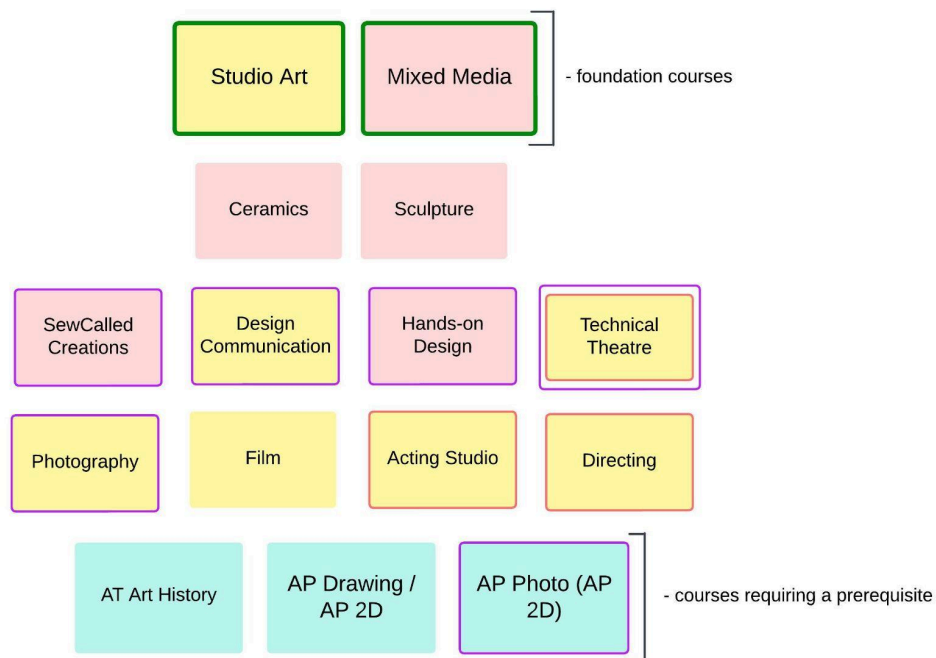 Studio Art
Mixed Media
- foundation courses
Ceramics
Sculpture
SewCalled
Creations
Design
Communication
Hands-on
Design
Technical
Theatre
Photography
Film
Acting Studio
Directing
AT Art History
AP Drawing /
AP 2D
AP Photo (AP
2D)
- courses requiring a prerequisite